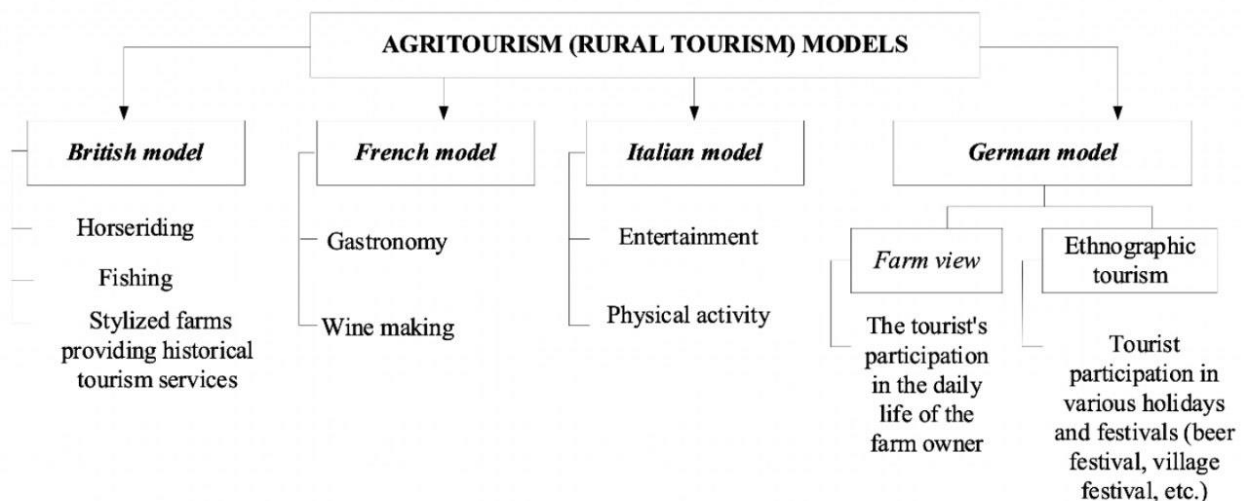 AGRITOURISM (RURAL TOURISM) MODELS
British model
Horseriding
Fishing
Stylized farms
providing historical
tourism services
French model
Gastronomy
Wine making
Italian model
Entertainment
Physical activity
German model
Farm view
The tourist's
participation
in the daily
life of the
farm owner
Ethnographic
tourism
Tourist
participation in
various holidays
and festivals (beer
festival, village
festival, etc.)